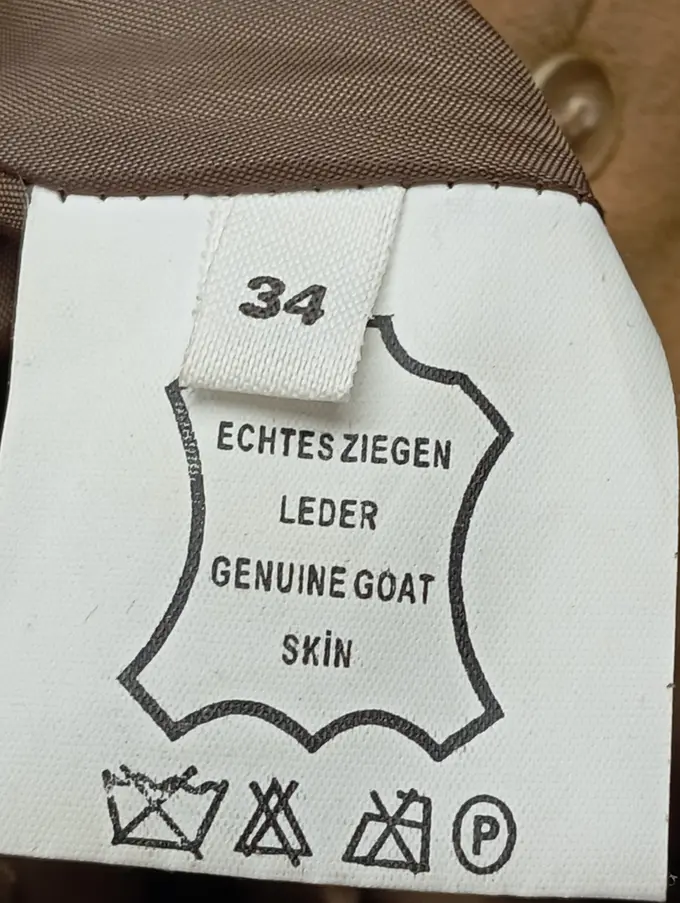 34
ECHTES ZIEGEN
LEDER
GENUINE GOAT
SKİN
P